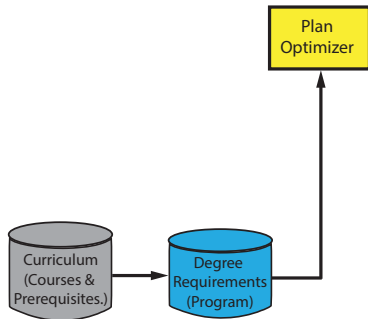 Plan
Optimizer
Curriculum
(Courses &
Prerequisites.)
Degree
Requirements
(Program)